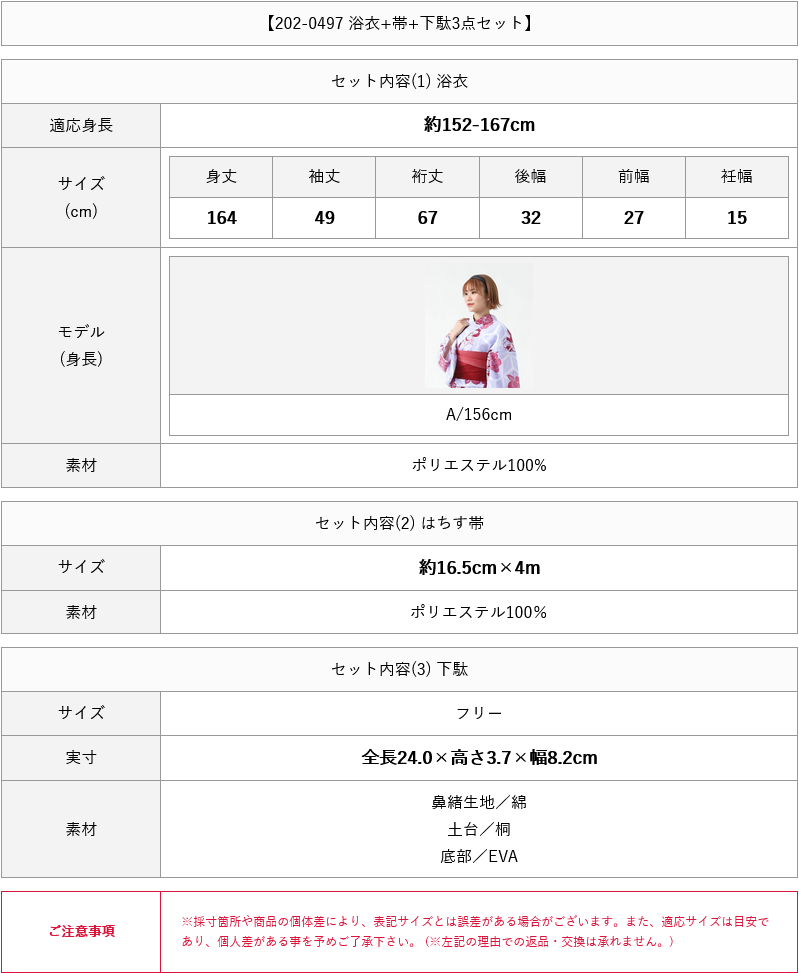 【202-0497 浴衣+帯+下駄3点セット】
セット内容(1) 浴衣
適応身長
約152-167cm
サイズ
(cm)
身丈 袖丈 裄丈 後幅 前幅 衽幅
164 49 67 32 27 15
モデル
(身長)
A/156cm
素材
ポリエステル100%
セット内容(2) はちす帯
サイズ
約16.5cm×4m
素材
ポリエステル100%
セット内容(3) 下駄
サイズ
フリー
実寸
全長24.0×高さ3.7×幅8.2cm
素材
鼻緒生地／綿
土台／桐
底部／EVA
ご注意事項
※採寸箇所や商品の個体差により、表記サイズとは誤差がある場合がございます。また、適応サイズは目安で
あり、個人差がある事を予めご了承下さい。 (※左記の理由での返品・交換は承れません。)